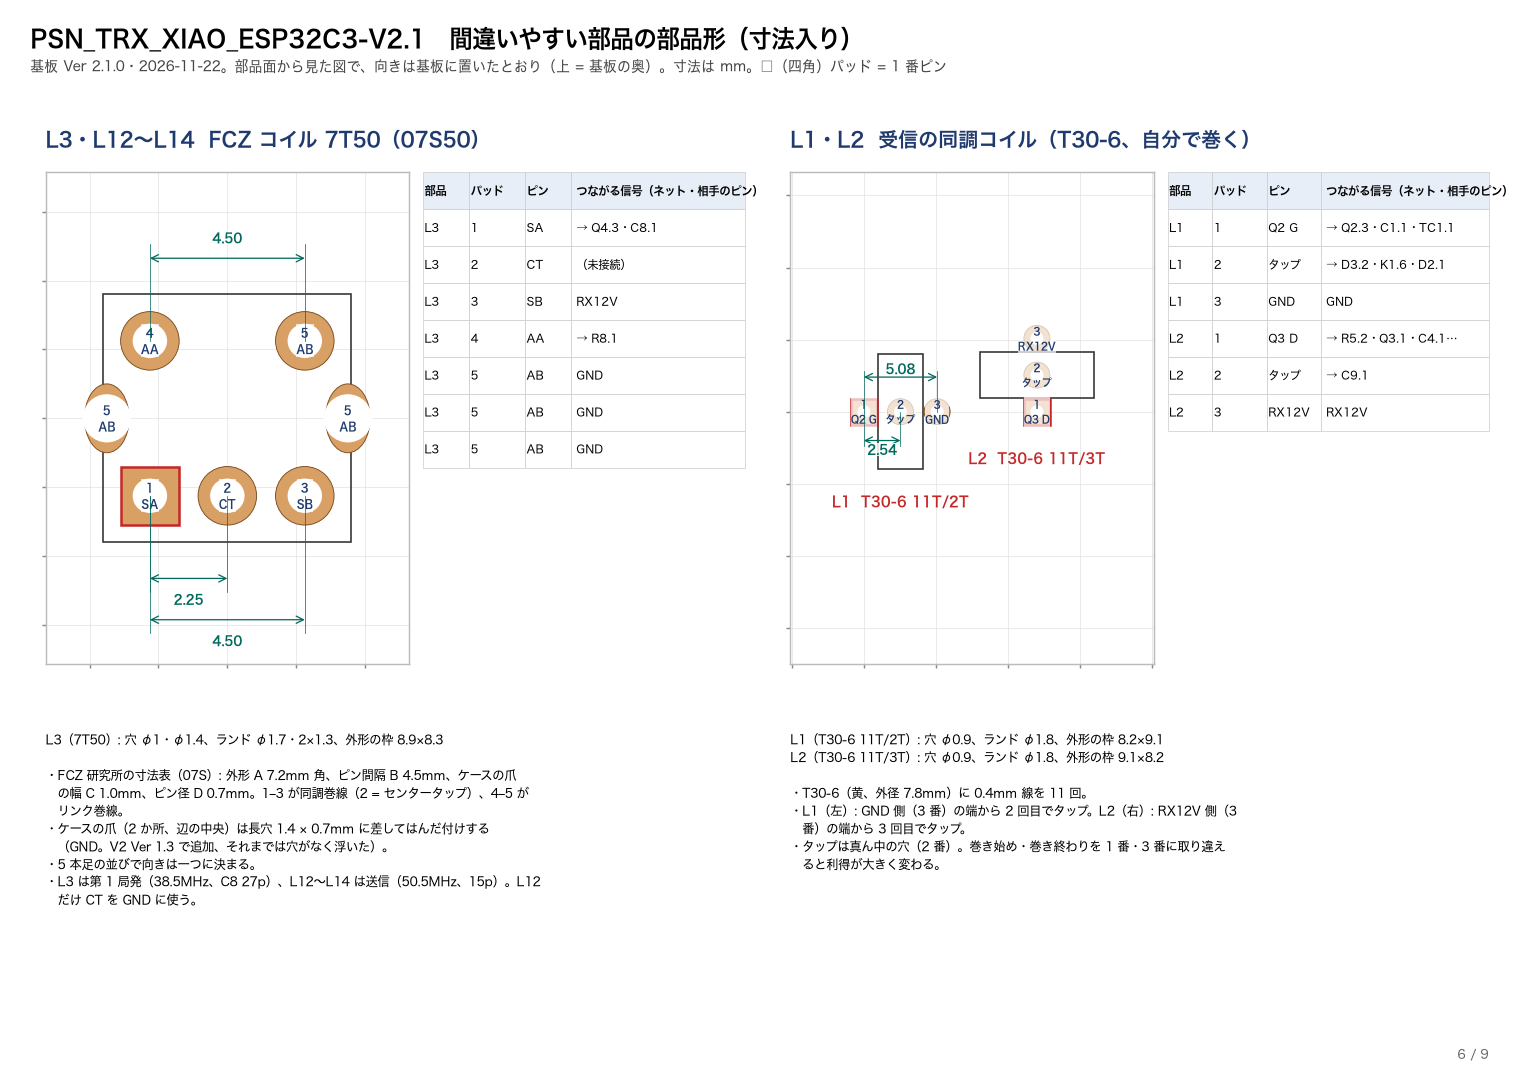 PSN_TRX_XIAO_ESP32C3-V2.1　間違いやすい部品の部品形（寸法入り）
基板 Ver 2.1.0・2026-11-22。部品面から見た図で、向きは基板に置いたとおり（上 = 基板の奥）。寸法は mm。□（四角）パッド = 1 番ピン
L3・L12〜L14 FCZ コイル 7T50（07S50）
4.50
4
AA
5
AB
5
AB
5
AB
1
SA
2
CT
3
SB
2.25
4.50
部品 パッド ピン つながる信号（ネット・相手のピン）
L3 1 SA → Q4.3・C8.1
L3 2 CT （未接続）
L3 3 SB RX12V
L3 4 AA → R8.1
L3 5 AB GND
L3 5 AB GND
L3 5 AB GND
L3（7T50）: 穴 φ1・φ1.4、ランド φ1.7・2×1.3、外形の枠 8.9×8.3
・FCZ 研究所の寸法表（07S）: 外形 A 7.2mm 角、ピン間隔 B 4.5mm、ケースの爪
の幅 C 1.0mm、ピン径 D 0.7mm。1–3 が同調巻線（2 = センタータップ）、4–5 が
リンク巻線。
・ケースの爪（2 か所、辺の中央）は長穴 1.4 × 0.7mm に差してはんだ付けする
（GND。V2 Ver 1.3 で追加、それまでは穴がなく浮いた）。
・5 本足の並びで向きは一つに決まる。
・L3 は第 1 局発（38.5MHz、C8 27p）、L12〜L14 は送信（50.5MHz、15p）。L12
だけ CT を GND に使う。
L1・L2 受信の同調コイル（T30-6、自分で巻く）
3
RX12V
2
タップ
1
Q3 D
5.08
1
Q2 G
2
タップ
3
GND
2.54
L2 T30-6 11T/3T
L1 T30-6 11T/2T
部品 パッド ピン つながる信号（ネット・相手のピン）
L1 1 Q2 G → Q2.3・C1.1・TC1.1
L1 2 タップ → D3.2・K1.6・D2.1
L1 3 GND GND
L2 1 Q3 D → R5.2・Q3.1・C4.1…
L2 2 タップ → C9.1
L2 3 RX12V RX12V
L1（T30-6 11T/2T）: 穴 φ0.9、ランド φ1.8、外形の枠 8.2×9.1
L2（T30-6 11T/3T）: 穴 φ0.9、ランド φ1.8、外形の枠 9.1×8.2
・T30-6（黄、外径 7.8mm）に 0.4mm 線を 11 回。
・L1（左）: GND 側（3 番）の端から 2 回目でタップ。L2（右）: RX12V 側（3
番）の端から 3 回目でタップ。
・タップは真ん中の穴（2 番）。巻き始め・巻き終わりを 1 番・3 番に取り違え
ると利得が大きく変わる。
6 / 9